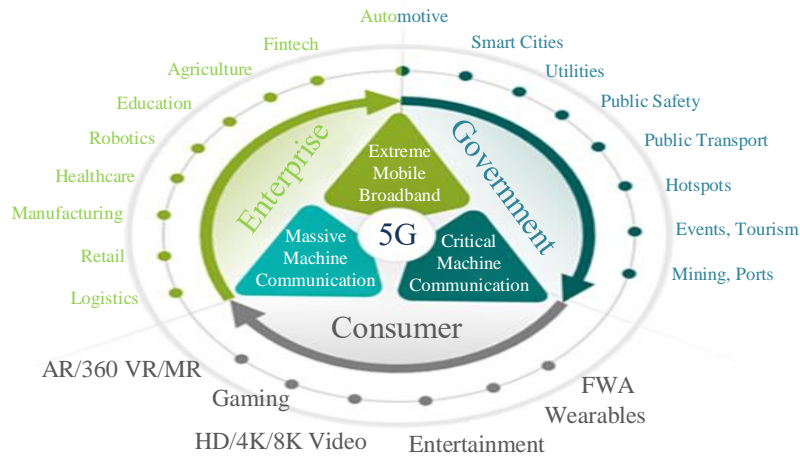 Automotive
Fintech
Smart Cities
Agriculture
Utilities
Education
Public Safety
Robotics
Public Transport
Healthcare
Hotspots
Manufacturing
Events, Tourism
Retail
Mining, Ports
Logistics
Enterprise
Government
Extreme
Mobile
Broadband
5G
Massive
Machine
Communication
Critical
Machine
Communication
Consumer
AR/360 VR/MR
Gaming
HD/4K/8K Video
Entertainment
FWA
Wearables